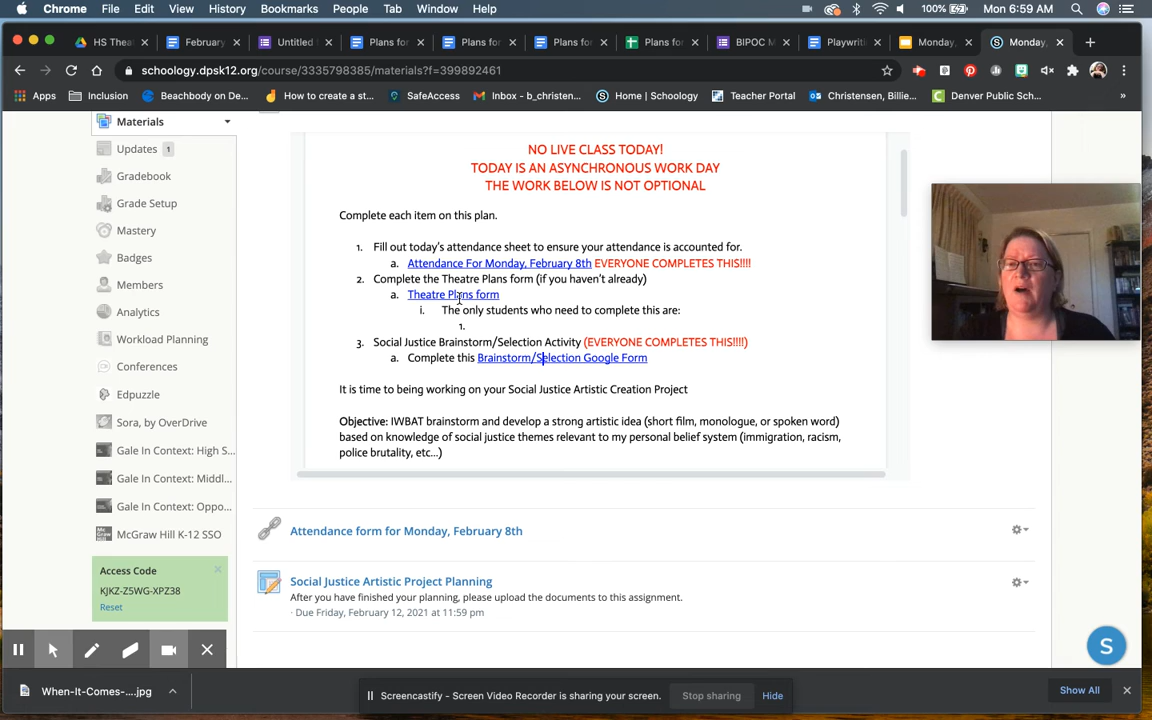 Chrome File Edit View History Bookmarks People Tab Window Help 100% Mon 6:59 AM
HS Thea February Untitled Plans for Plans for Plans for Plans for BIPOC M Playwriti Monday, Monday,
schoology.dpsk12.org/course/3335798385/materials?f=399892461
Apps Inclusion Beachbody on De... How to create a st... SafeAccess Inbox - b_christen... Home | Schoology Teacher Portal Christensen, Billie... Denver Public Sch... »
Materials
Updates 1
Gradebook
Grade Setup
Mastery
Badges
Members
Analytics
Workload Planning
Conferences
Edpuzzle
Sora, by OverDrive
Gale In Context: High S...
Gale In Context: Middl...
Gale In Context: Oppo...
McGraw Hill K-12 SSO
Access Code
KJKZ-Z5WG-XPZ38
Reset
NO LIVE CLASS TODAY!
TODAY IS AN ASYNCHRONOUS WORK DAY
THE WORK BELOW IS NOT OPTIONAL
Complete each item on this plan.
1. Fill out today's attendance sheet to ensure your attendance is accounted for.
a. Attendance For Monday, February 8th EVERYONE COMPLETES THIS!!!!
2. Complete the Theatre Plans form (if you haven't already)
a. Theatre Plans form
i. The only students who need to complete this are:
1.
3. Social Justice Brainstorm/Selection Activity (EVERYONE COMPLETES THIS!!!!)
a. Complete this Brainstorm/Selection Google Form
It is time to being working on your Social Justice Artistic Creation Project
Objective: IWBAT brainstorm and develop a strong artistic idea (short film, monologue, or spoken word)
based on knowledge of social justice themes relevant to my personal belief system (immigration, racism,
police brutality, etc...)
Attendance form for Monday, February 8th
Social Justice Artistic Project Planning
After you have finished your planning, please upload the documents to this assignment.
· Due Friday, February 12, 2021 at 11:59 pm
S
When-It-Comes-....jpg
Screencastify - Screen Video Recorder is sharing your screen. Stop sharing Hide
Show All